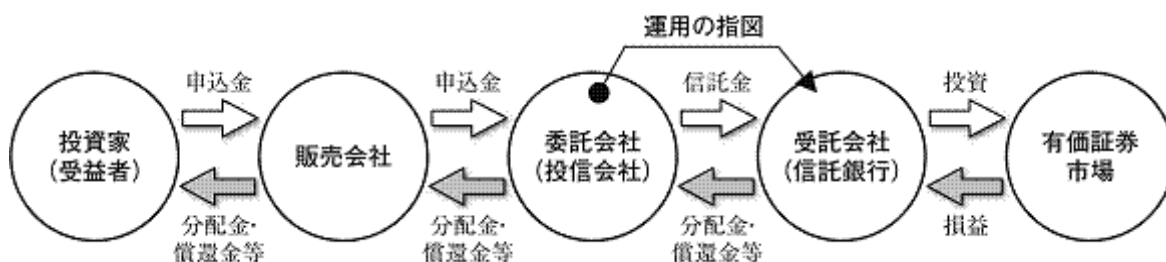 運用の指図
申込金
申込金
信託金
投資
投資家
(受益者)
販売会社
委託会社
(投信会社)
受託会社
(信託銀行)
有価証券
市場
分配金・
償還金等
分配金・
償還金等
分配金・
償還金等
損益